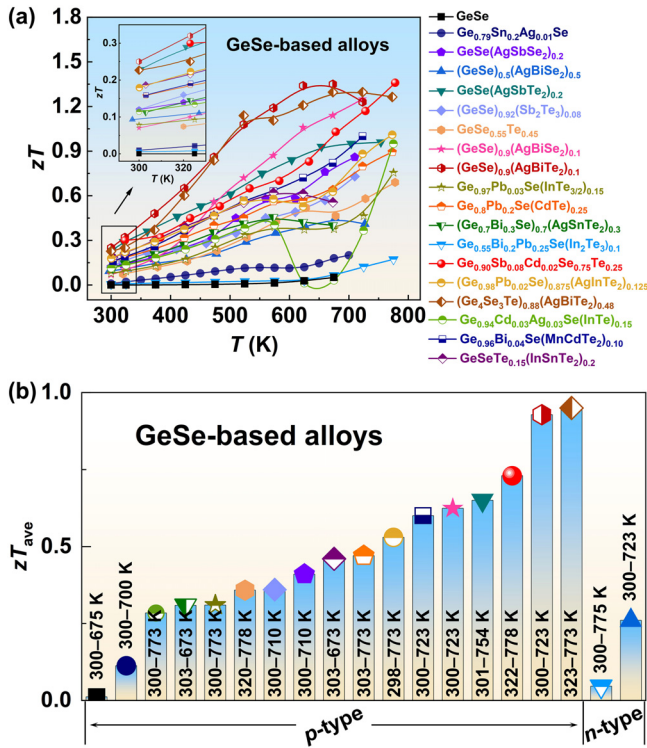 (a)
GeSe-based alloys
zT
1.8
1.5
1.2
0.9
0.6
0.3
0.0
0.3
0.2
0.1
0.0
zT
300 320
T (K)
300 400 500 600 700 800
T (K)
GeSe
Ge0.79Sn0.2Ag0.01Se
GeSe(AgSbSe2)0.2
(GeSe)0.5(AgBiSe2)0.5
GeSe(AgSbTe2)0.2
(GeSe)0.92(Sb2Te3)0.08
GeSe0.55Te0.45
(GeSe)0.9(AgBiSe2)0.1
(GeSe)0.9(AgBiTe2)0.1
Ge0.97Pb0.03Se(InTe3/2)0.15
Ge0.8Pb0.2Se(CdTe)0.25
(Ge0.7Bi0.3Se)0.7(AgSnTe2)0.3
Ge0.55Bi0.2Pb0.25Se(In2Te3)0.1
Ge0.90Sb0.08Cd0.02Se0.75Te0.25
(Ge0.98Pb0.02Se)0.875(AgInTe2)0.125
(Ge4Se3Te)0.88(AgBiTe2)0.48
Ge0.94Cd0.03Ag0.03Se(InTe)0.15
Ge0.96Bi0.04Se(MnCdTe2)0.10
GeSeTe0.15(InSnTe2)0.2
(b)
GeSe-based alloys
zTave
1.0
0.5
0.0
300–675 K
300–700 K
300–773 K
303–673 K
300–773 K
320–778 K
300–710 K
300–710 K
303–673 K
303–773 K
298–773 K
300–723 K
300–723 K
301–754 K
322–778 K
300–723 K
323–773 K
300–775 K
300–723 K
p-type
n-type